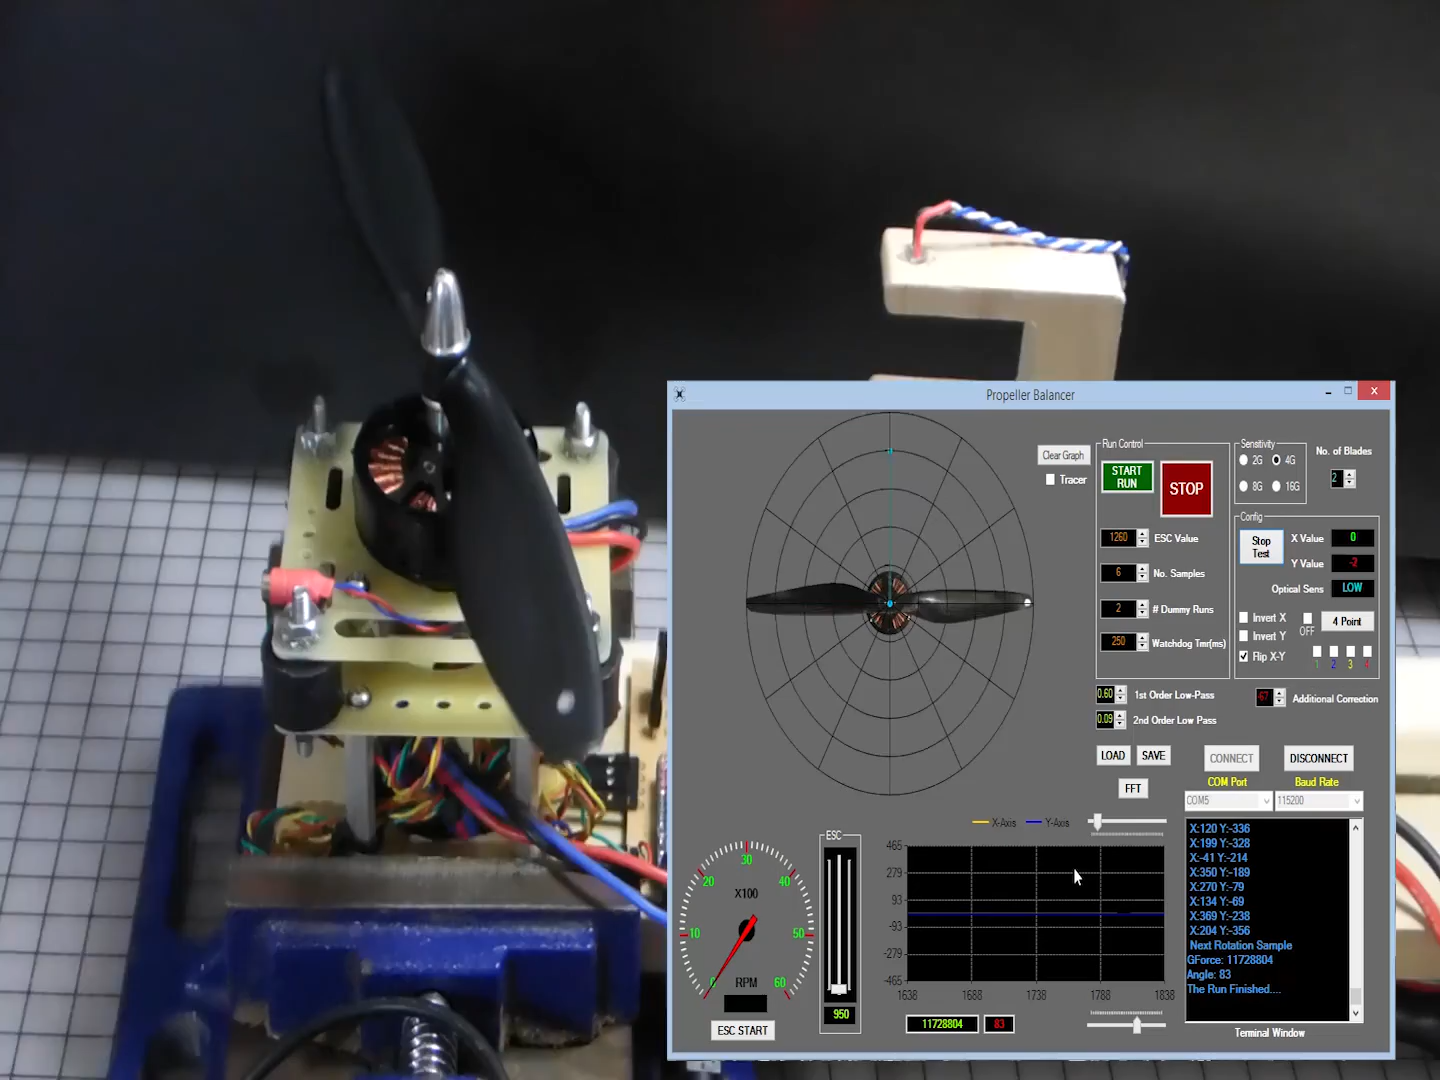 Propeller Balancer
Clear Graph
Tracer
Run Control
START RUN
STOP
1260 ESC Value
6 No. Samples
2 # Dummy Runs
250 Watchdog Tmr(ms)
Sensitivity
2G 4G
8G 16G
No. of Blades
2
Config
Stop Test
X Value 0
Y Value -2
Optical Sens LOW
Invert X
Invert Y
Flip X-Y
OFF
4 Point
1 2 3 4
0.60 1st Order Low-Pass
0.09 2nd Order Low Pass
-67 Additional Correction
LOAD SAVE
FFT
CONNECT DISCONNECT
COM Port Baud Rate
COM5 115200
X:120 Y:-336
X:199 Y:-328
X:-41 Y:-214
X:350 Y:-189
X:270 Y:-79
X:134 Y:-69
X:369 Y:-238
X:204 Y:-356
Next Rotation Sample
GForce: 11728804
Angle: 83
The Run Finished....
Terminal Window
X-Axis Y-Axis
465
279
93
-93
-279
-465
1638 1688 1738 1788 1838
11728804 83
ESC
950
0 10 20 30 40 50 60
X100
RPM
ESC START